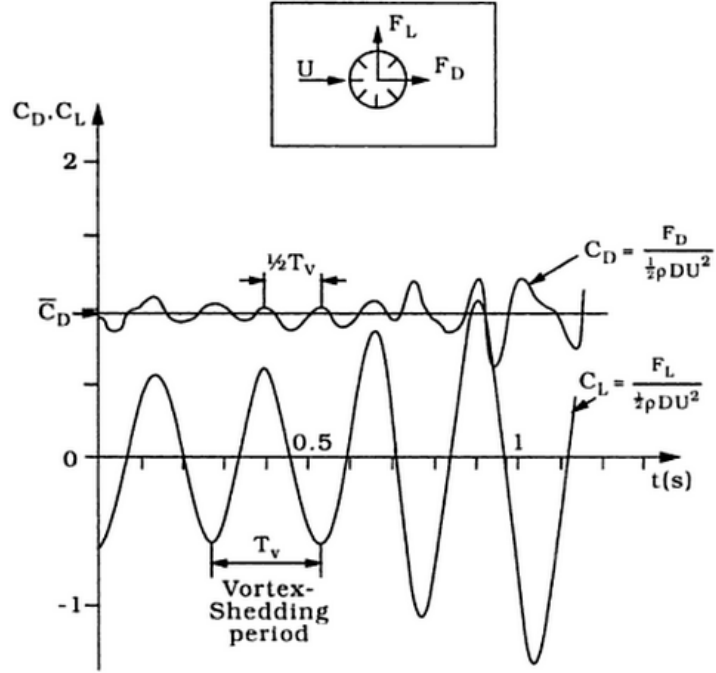 F_L
U
F_D
C_D, C_L
2
½T_v
C_D = F_D / ½ρDU²
C̄_D
C_L = F_L / ½ρDU²
0.5
1
0
t(s)
T_v
Vortex-
Shedding
period
-1